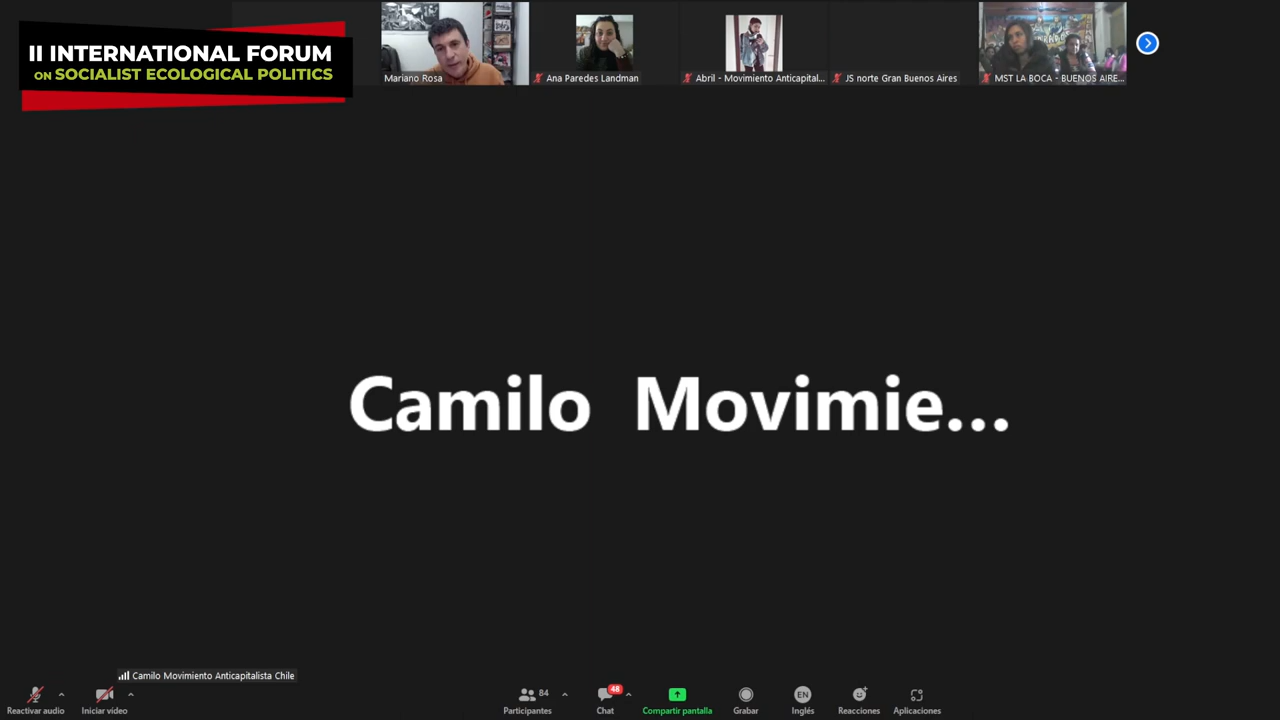 II INTERNATIONAL FORUM
ON SOCIALIST ECOLOGICAL POLITICS
Mariano Rosa
Ana Paredes Landman
Abril - Movimiento Anticapital...
JS norte Gran Buenos Aires
MST LA BOCA - BUENOS AIRE...
Camilo Movimie...
Camilo Movimiento Anticapitalista Chile
Reactivar audio
Iniciar video
84
Participantes
48
Chat
Compartir pantalla
Grabar
EN
Inglés
Reacciones
Aplicaciones